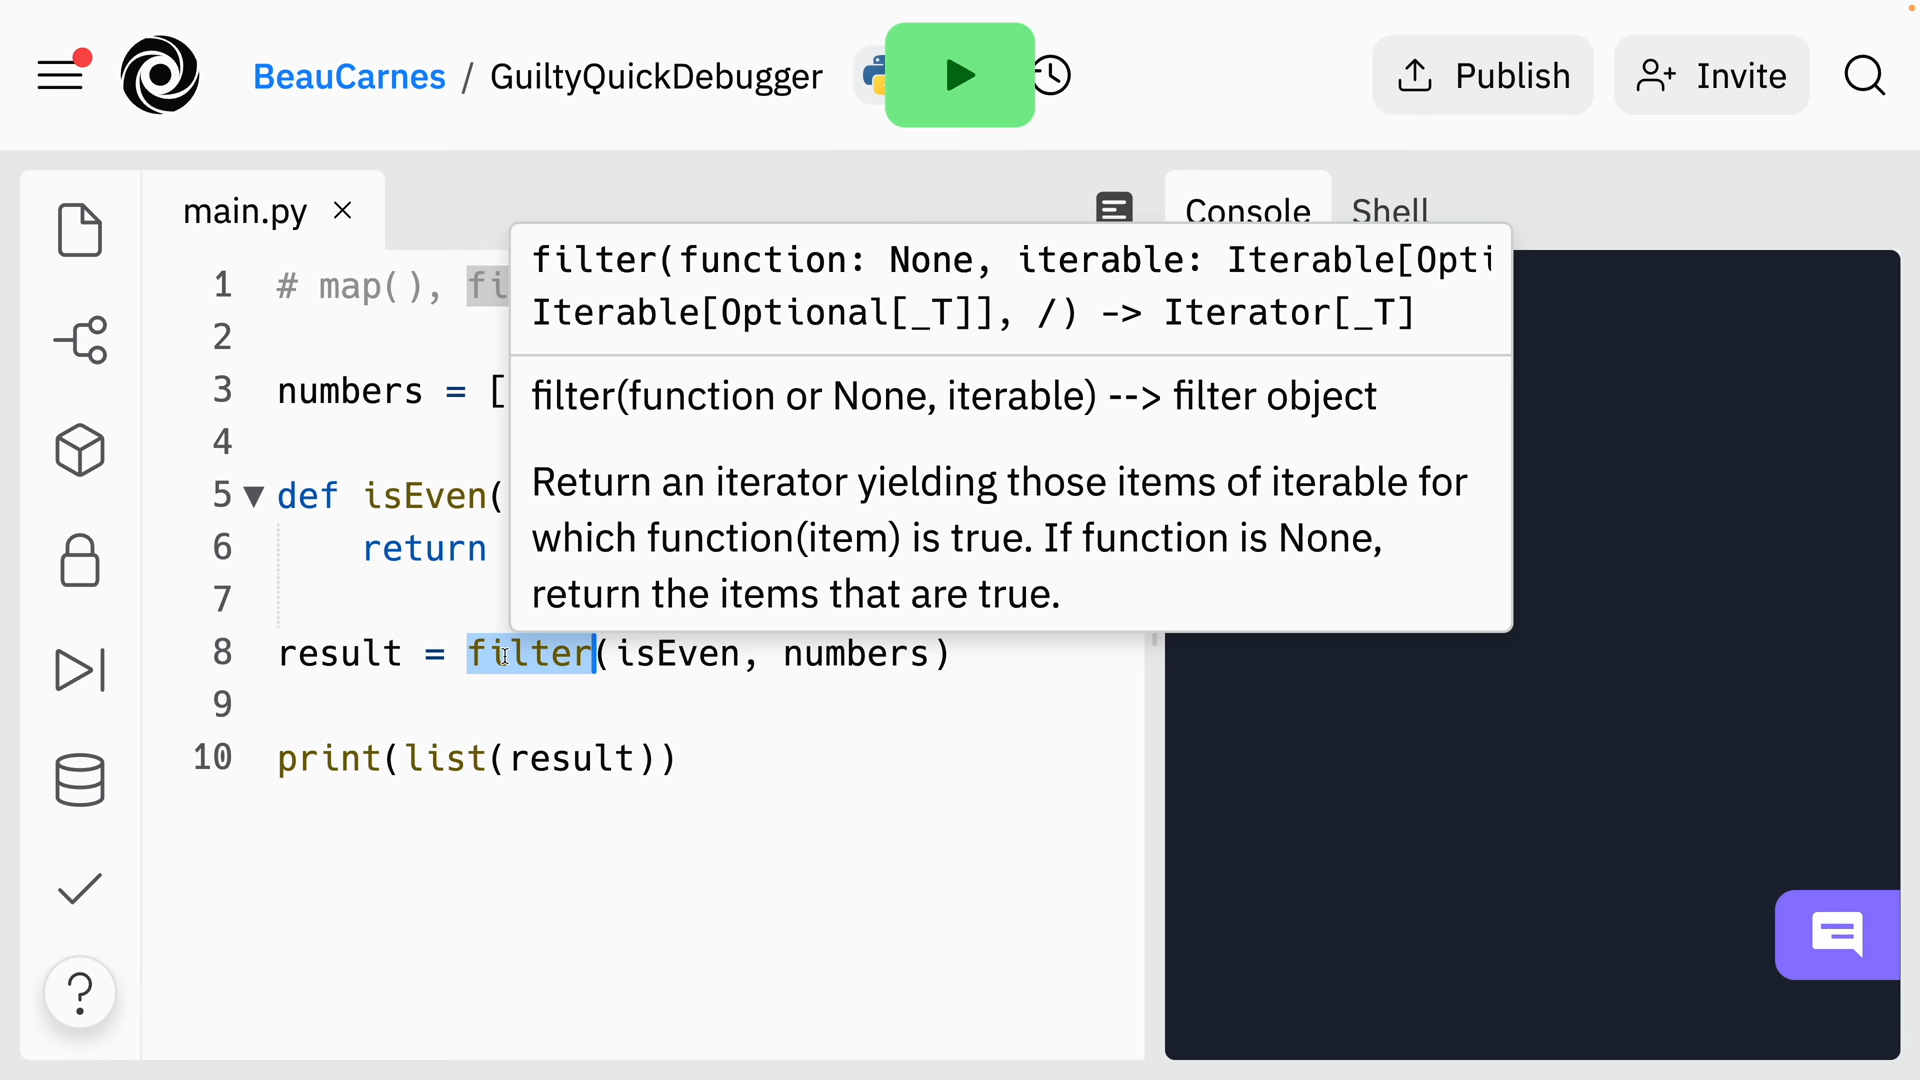 BeauCarnes / GuiltyQuickDebugger
Publish
Invite
main.py
Console
Shell
1 # map(), fi
2
3 numbers = [
4
5 def isEven(
6 return
7
8 result = filter(isEven, numbers)
9
10 print(list(result))
filter(function: None, iterable: Iterable[Opti
Iterable[Optional[_T]], /) -> Iterator[_T]
filter(function or None, iterable) --> filter object
Return an iterator yielding those items of iterable for
which function(item) is true. If function is None,
return the items that are true.
?